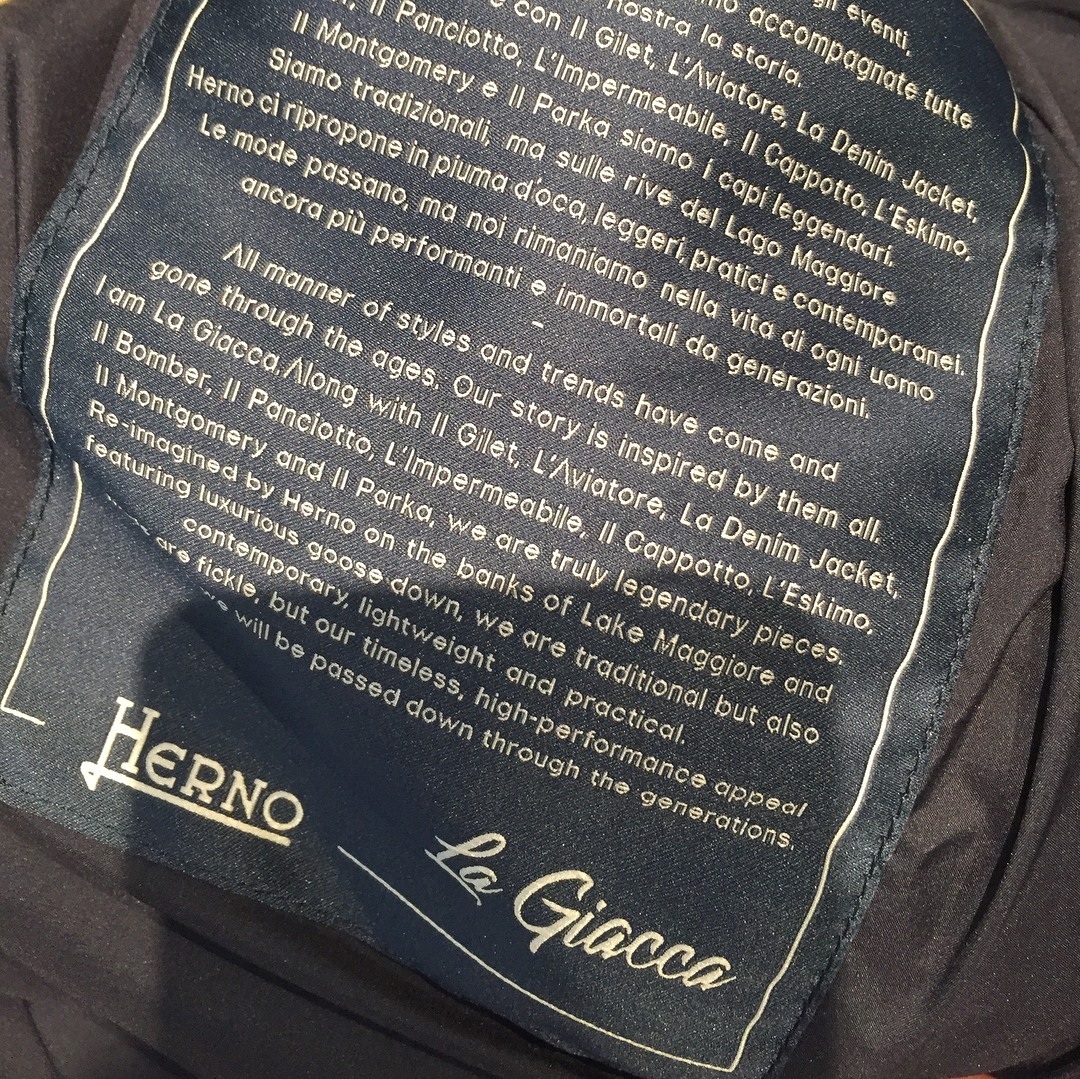 gli eventi,
accompagnate tutte
nostra la storia.
con Il Gilet, L'Aviatore, La Denim Jacket,
Il Panciotto, L'Impermeabile, Il Cappotto, L'Eskimo,
Il Montgomery e Il Parka siamo i capi leggendari.
Siamo tradizionali, ma sulle rive del Lago Maggiore
Herno ci ripropone in piuma d'oca, leggeri, pratici e contemporanei.
Le mode passano, ma noi rimaniamo nella vita di ogni uomo
ancora più performanti e immortali da generazioni.
-
All manner of styles and trends have come and
gone through the ages. Our story is inspired by them all.
I am La Giacca. Along with Il Gilet, L'Aviatore, La Denim Jacket,
Il Bomber, Il Panciotto, L'Impermeabile, Il Cappotto, L'Eskimo,
Il Montgomery and Il Parka, we are truly legendary pieces.
Re-imagined by Herno on the banks of Lake Maggiore and
featuring luxurious goose down, we are traditional but also
contemporary, lightweight and practical.
are fickle, but our timeless, high-performance appeal
will be passed down through the generations.
HERNO
La Giacca